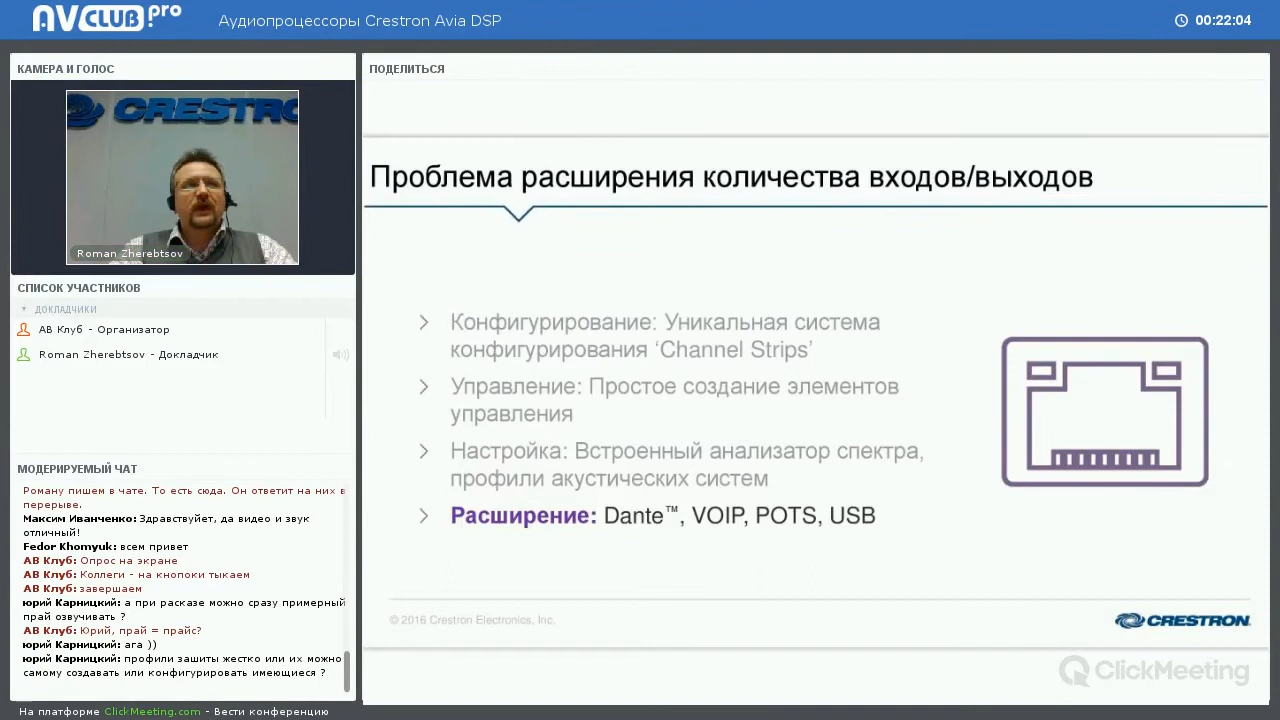 AVCLUB.pro
Аудиопроцессоры Crestron Avia DSP
00:22:04
КАМЕРА И ГОЛОС
CRESTRO
Roman Zherebtsov
СПИСОК УЧАСТНИКОВ
ДОКЛАДЧИКИ
АВ Клуб - Организатор
Roman Zherebtsov - Докладчик
МОДЕРИРУЕМЫЙ ЧАТ
Роману пишем в чате. То есть сюда. Он ответит на них в
перерыве.
Максим Иванченко: Здравствуйет, да видео и звук
отличный!
Fedor Khomyuk: всем привет
АВ Клуб: Опрос на экране
АВ Клуб: Коллеги - на кнопоки тыкаем
АВ Клуб: завершаем
юрий Карницкий: а при расказе можно сразу примерный
прай озвучивать ?
АВ Клуб: Юрий, прай = прайс?
юрий Карницкий: ага ))
юрий Карницкий: профили зашиты жестко или их можно
самому создавать или конфигурировать имеющиеся ?
На платформе ClickMeeting.com - Вести конференцию
ПОДЕЛИТЬСЯ
Проблема расширения количества входов/выходов
Конфигурирование: Уникальная система
конфигурирования ‘Channel Strips’
Управление: Простое создание элементов
управления
Настройка: Встроенный анализатор спектра,
профили акустических систем
Расширение: Dante™, VOIP, POTS, USB
© 2016 Crestron Electronics, Inc.
CRESTRON.
ClickMeeting